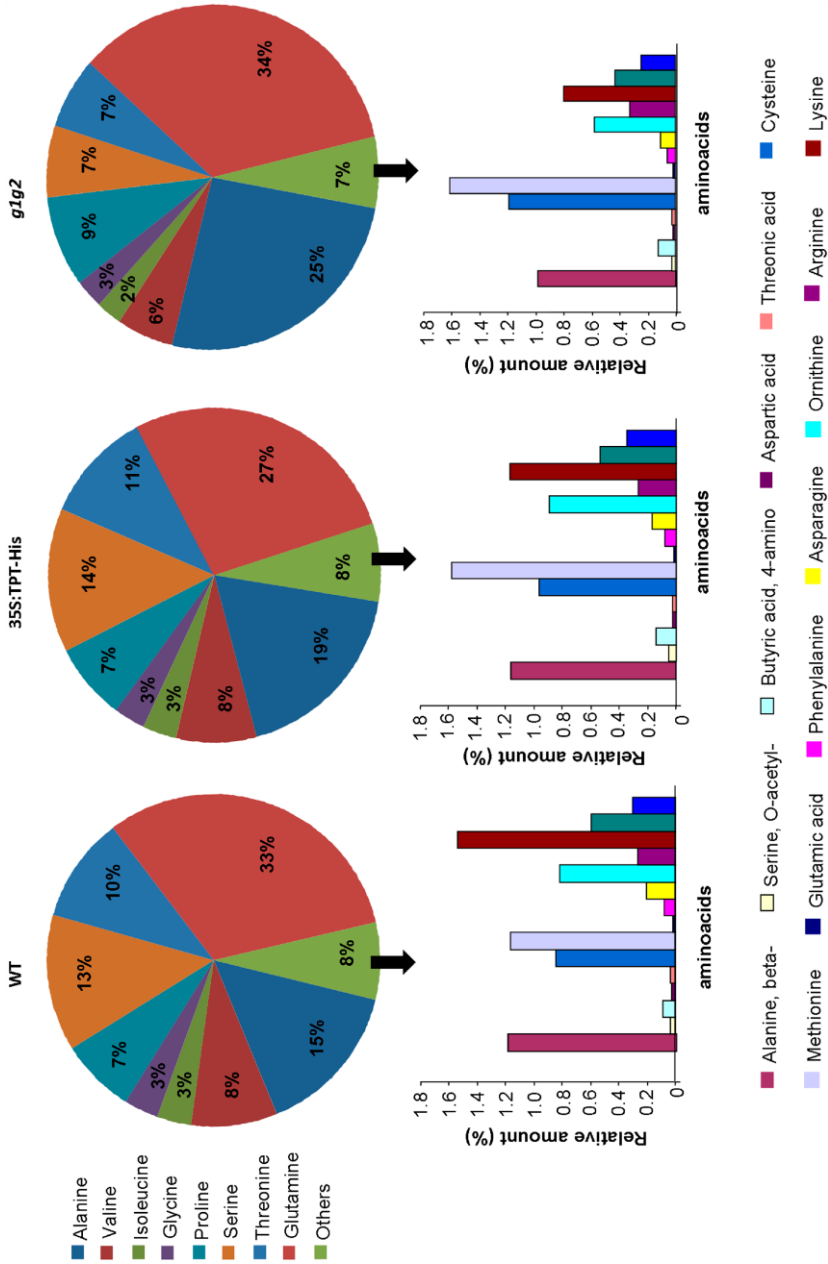 WT
35S:TPT-His
g1g2
Alanine
Valine
Isoleucine
Glycine
Proline
Serine
Threonine
Glutamine
Others
15%
8%
3%
3%
7%
13%
10%
33%
8%
19%
8%
3%
3%
7%
14%
11%
27%
8%
25%
6%
2%
3%
9%
7%
7%
34%
7%
Relative amount (%)
1.8
1.6
1.4
1.2
1.0
0.8
0.6
0.4
0.2
0
aminoacids
Relative amount (%)
1.8
1.6
1.4
1.2
1.0
0.8
0.6
0.4
0.2
0
aminoacids
Relative amount (%)
1.8
1.6
1.4
1.2
1.0
0.8
0.6
0.4
0.2
0
aminoacids
Alanine, beta-
Serine, O-acetyl-
Butyric acid, 4-amino
Aspartic acid
Threonic acid
Cysteine
Methionine
Glutamic acid
Phenylalanine
Asparagine
Ornithine
Arginine
Lysine